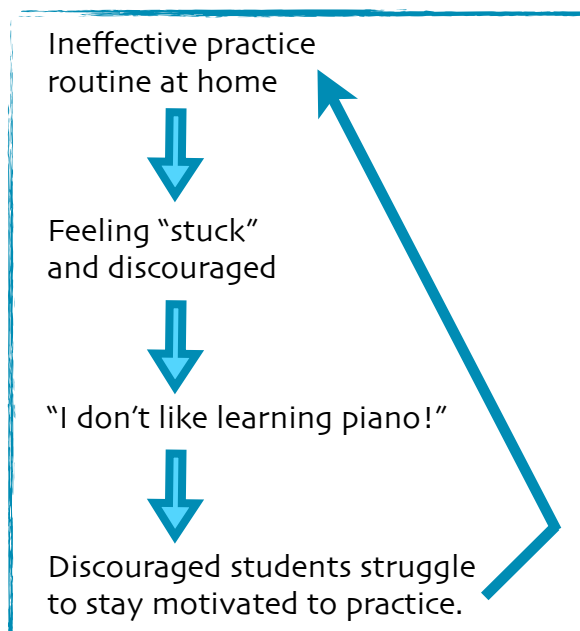 Ineffective practice
routine at home
Feeling “stuck”
and discouraged
“I don’t like learning piano!”
Discouraged students struggle
to stay motivated to practice.